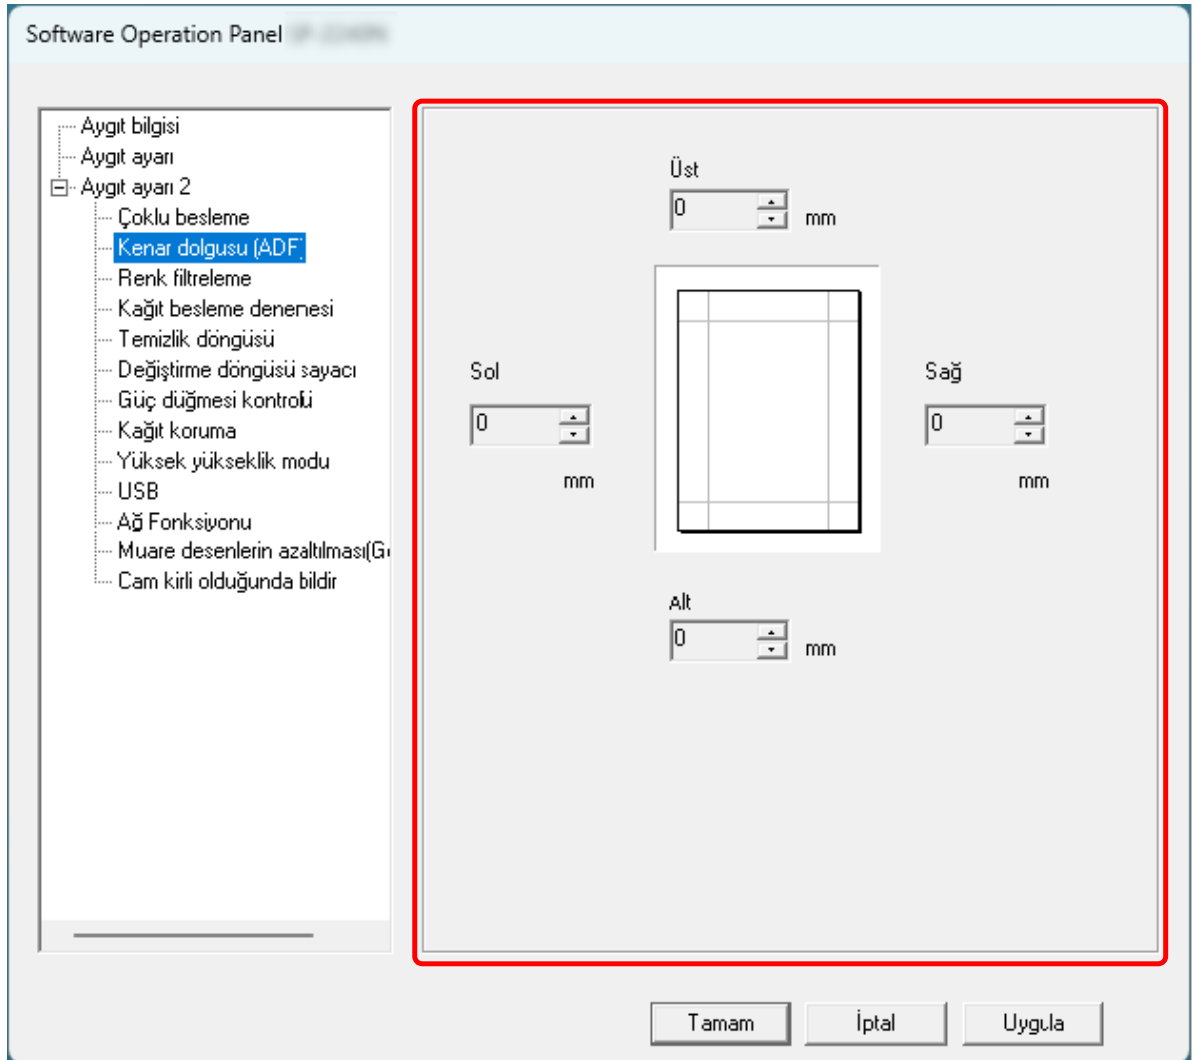 Software Operation Panel
Aygıt bilgisi
Aygıt ayarı
Aygıt ayarı 2
Çoklu besleme
Kenar dolgusu (ADF)
Renk filtreleme
Kağıt besleme denemesi
Temizlik döngüsü
Değiştirme döngüsü sayacı
Güç düğmesi kontrolü
Kağıt koruma
Yüksek yükseklik modu
USB
Ağ Fonksiyonu
Muare desenlerin azaltılması(G
Cam kirli olduğunda bildir
Üst
0 mm
Sol
0
mm
Sağ
0
mm
Alt
0 mm
Tamam İptal Uygula